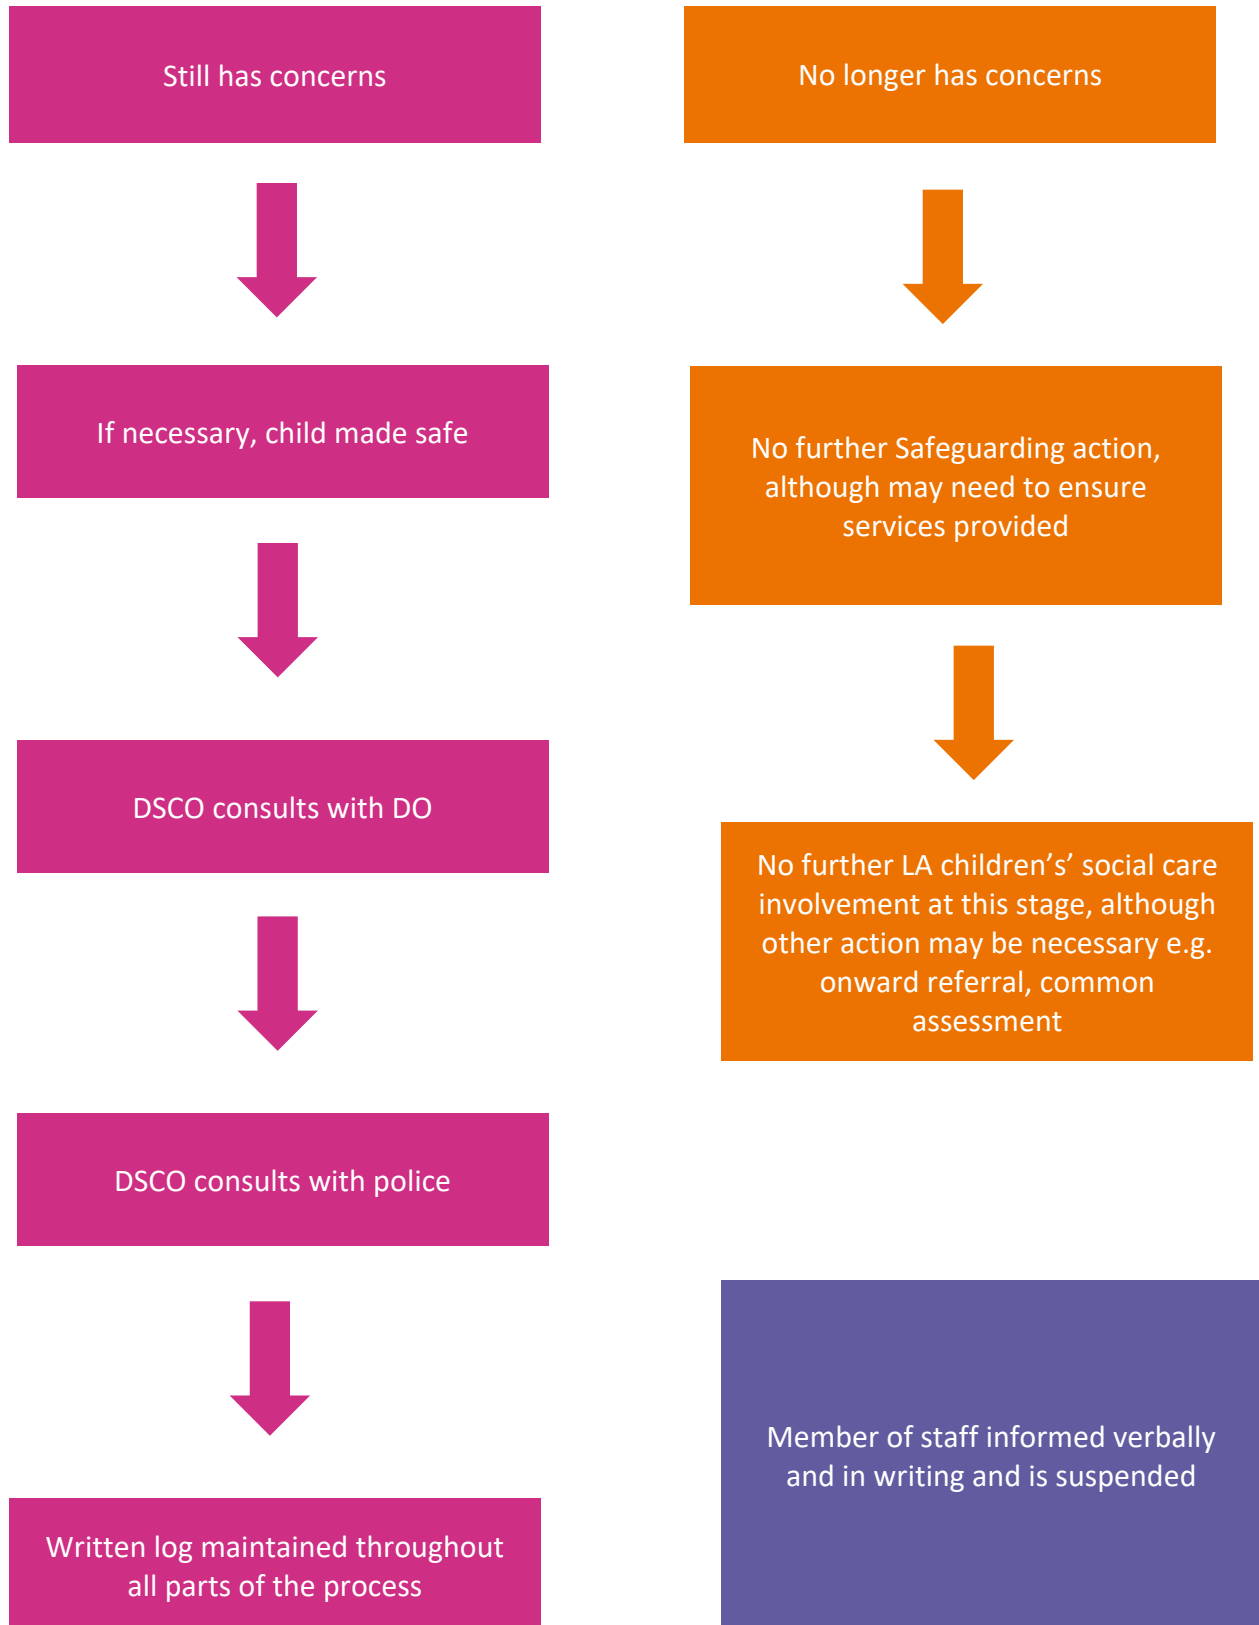 Still has concerns
If necessary, child made safe
DSCO consults with DO
DSCO consults with police
Written log maintained throughout
all parts of the process
No longer has concerns
No further Safeguarding action,
although may need to ensure
services provided
No further LA children’s’ social care
involvement at this stage, although
other action may be necessary e.g.
onward referral, common
assessment
Member of staff informed verbally
and in writing and is suspended